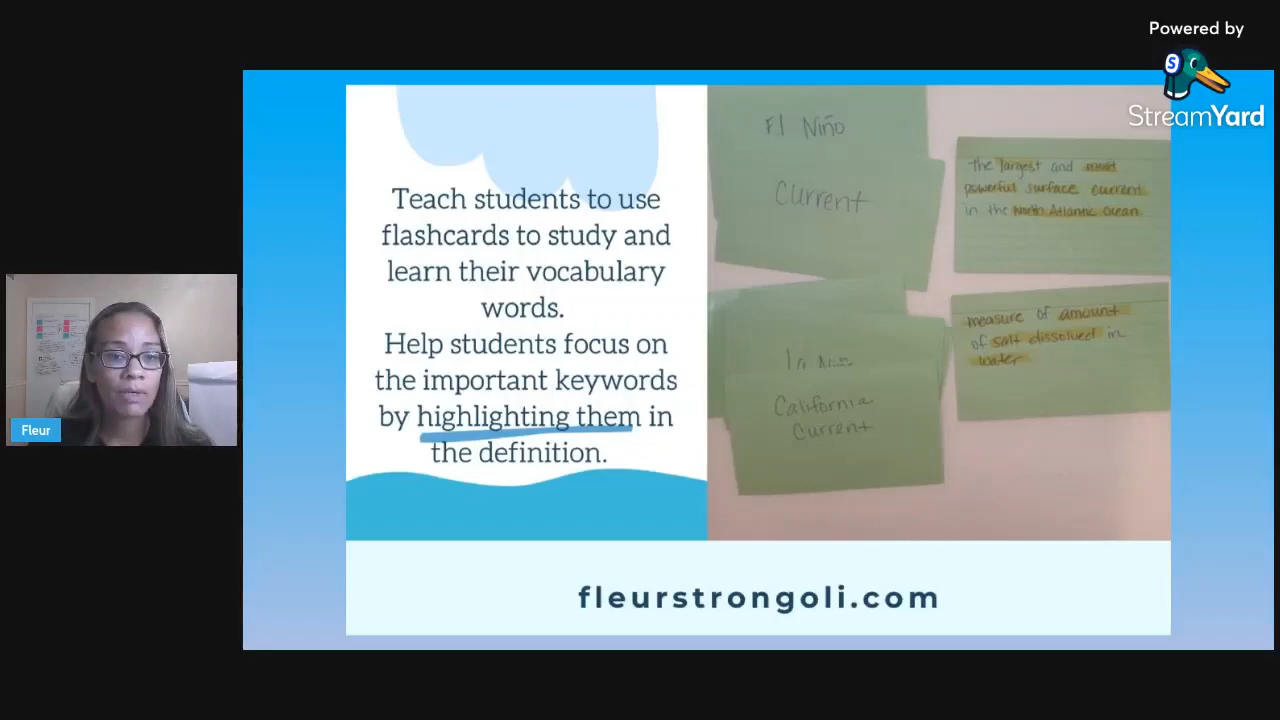 Powered by
StreamYard
Fleur
Teach students to use
flashcards to study and
learn their vocabulary
words.
Help students focus on
the important keywords
by highlighting them in
the definition.
El Niño
Current
La Niña
California
Current
the largest and most
powerful surface current
in the North Atlantic Ocean
measure of amount
of salt dissolved in
water
fleurstrongoli.com